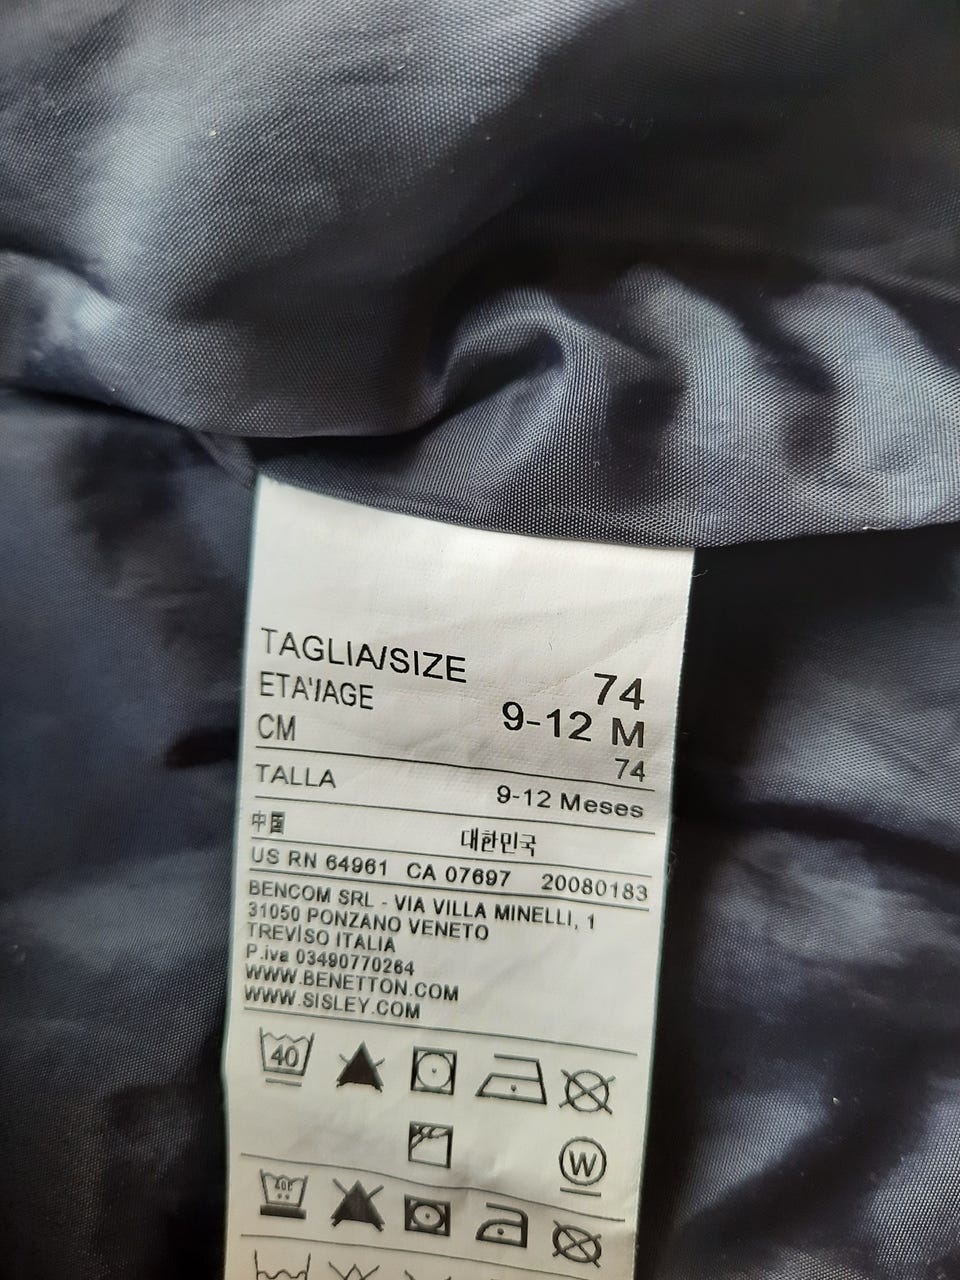 TAGLIA/SIZE 74
ETA'/AGE 9-12 M
CM 74
TALLA 9-12 Meses
中国 대한민국
US RN 64961 CA 07697 20080183
BENCOM SRL - VIA VILLA MINELLI, 1
31050 PONZANO VENETO
TREVISO ITALIA
P.iva 03490770264
WWW.BENETTON.COM
WWW.SISLEY.COM
40
W
40C